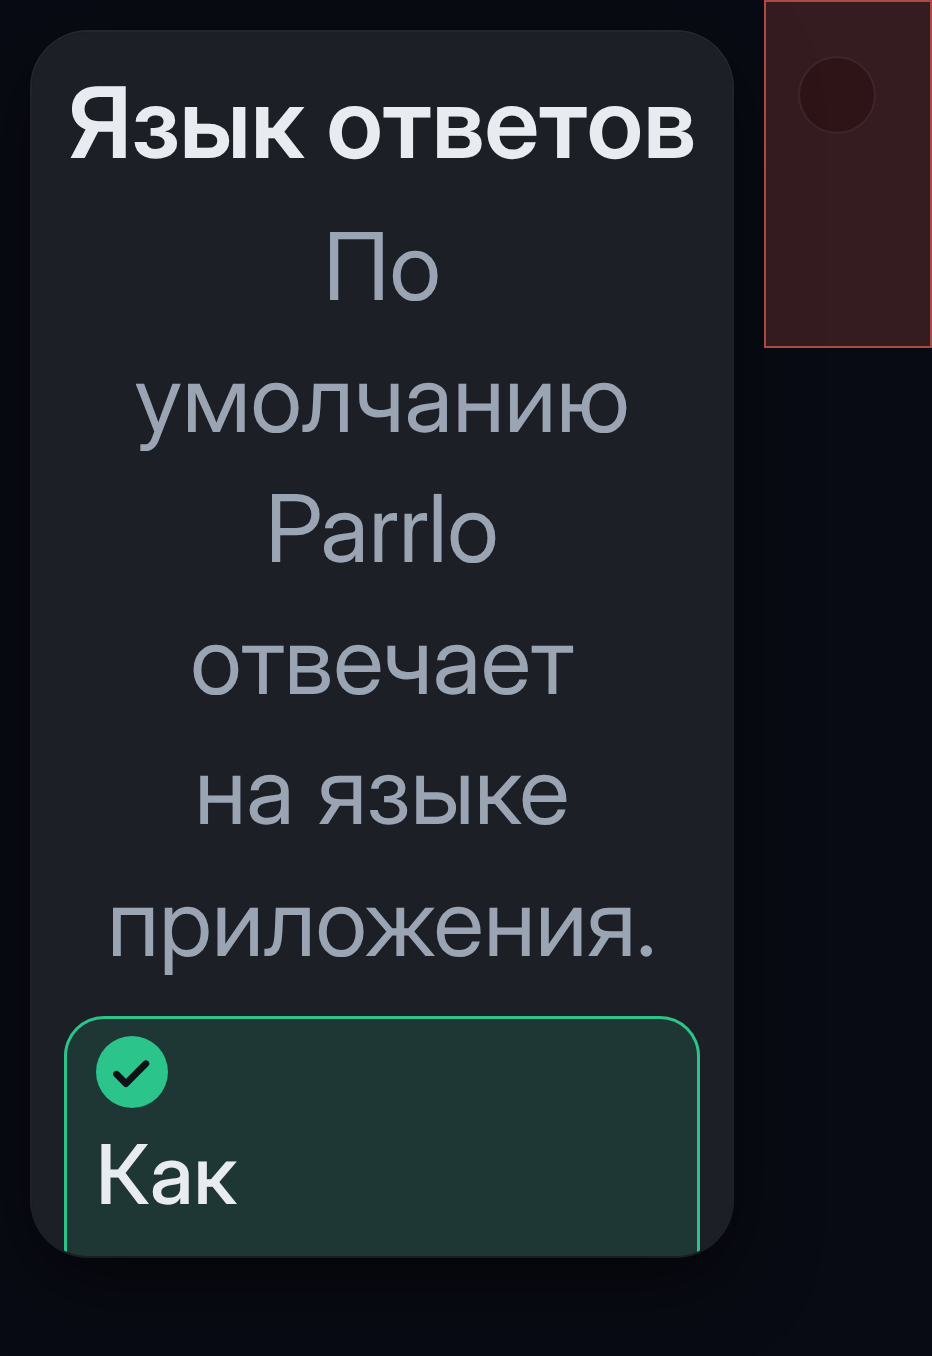 Язык ответов
По
умолчанию
Parrlo
отвечает
на языке
приложения.
Как